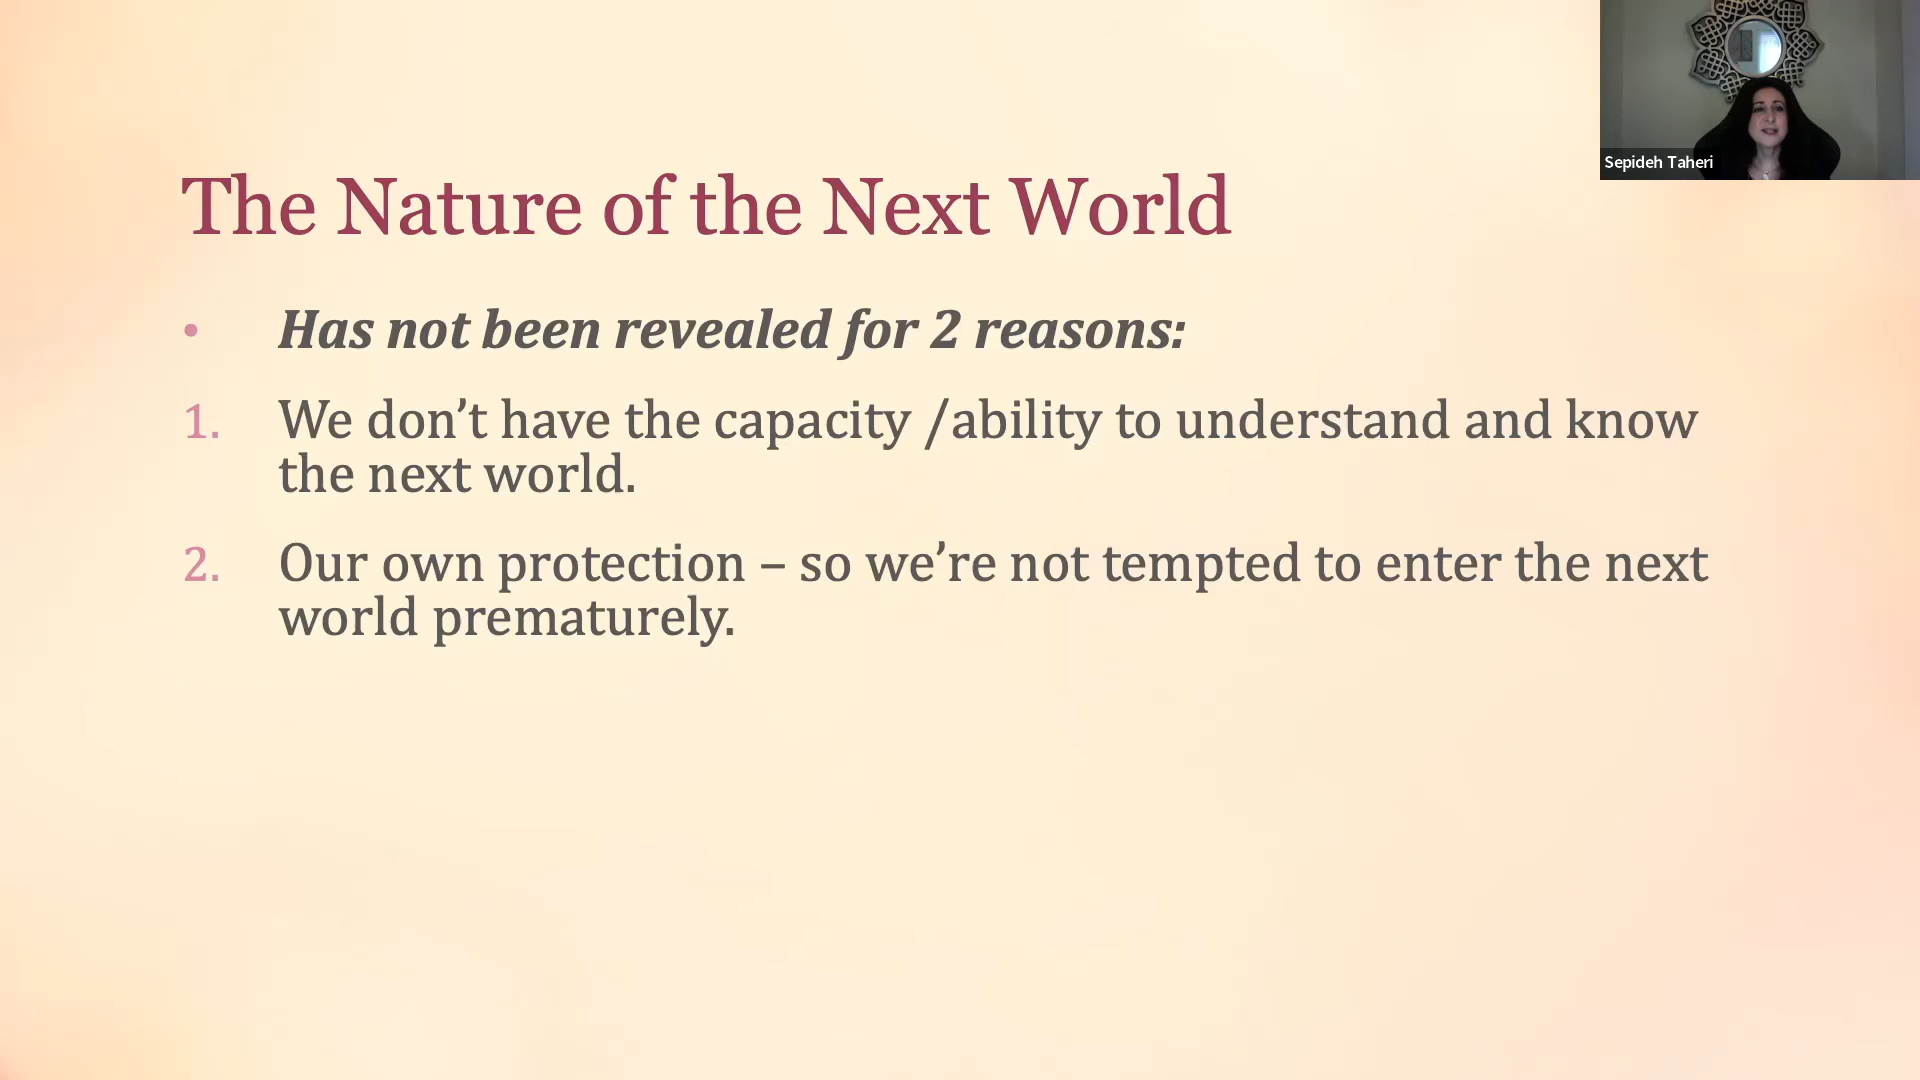 Sepideh Taheri
The Nature of the Next World
• Has not been revealed for 2 reasons:
1. We don’t have the capacity /ability to understand and know
the next world.
2. Our own protection – so we’re not tempted to enter the next
world prematurely.